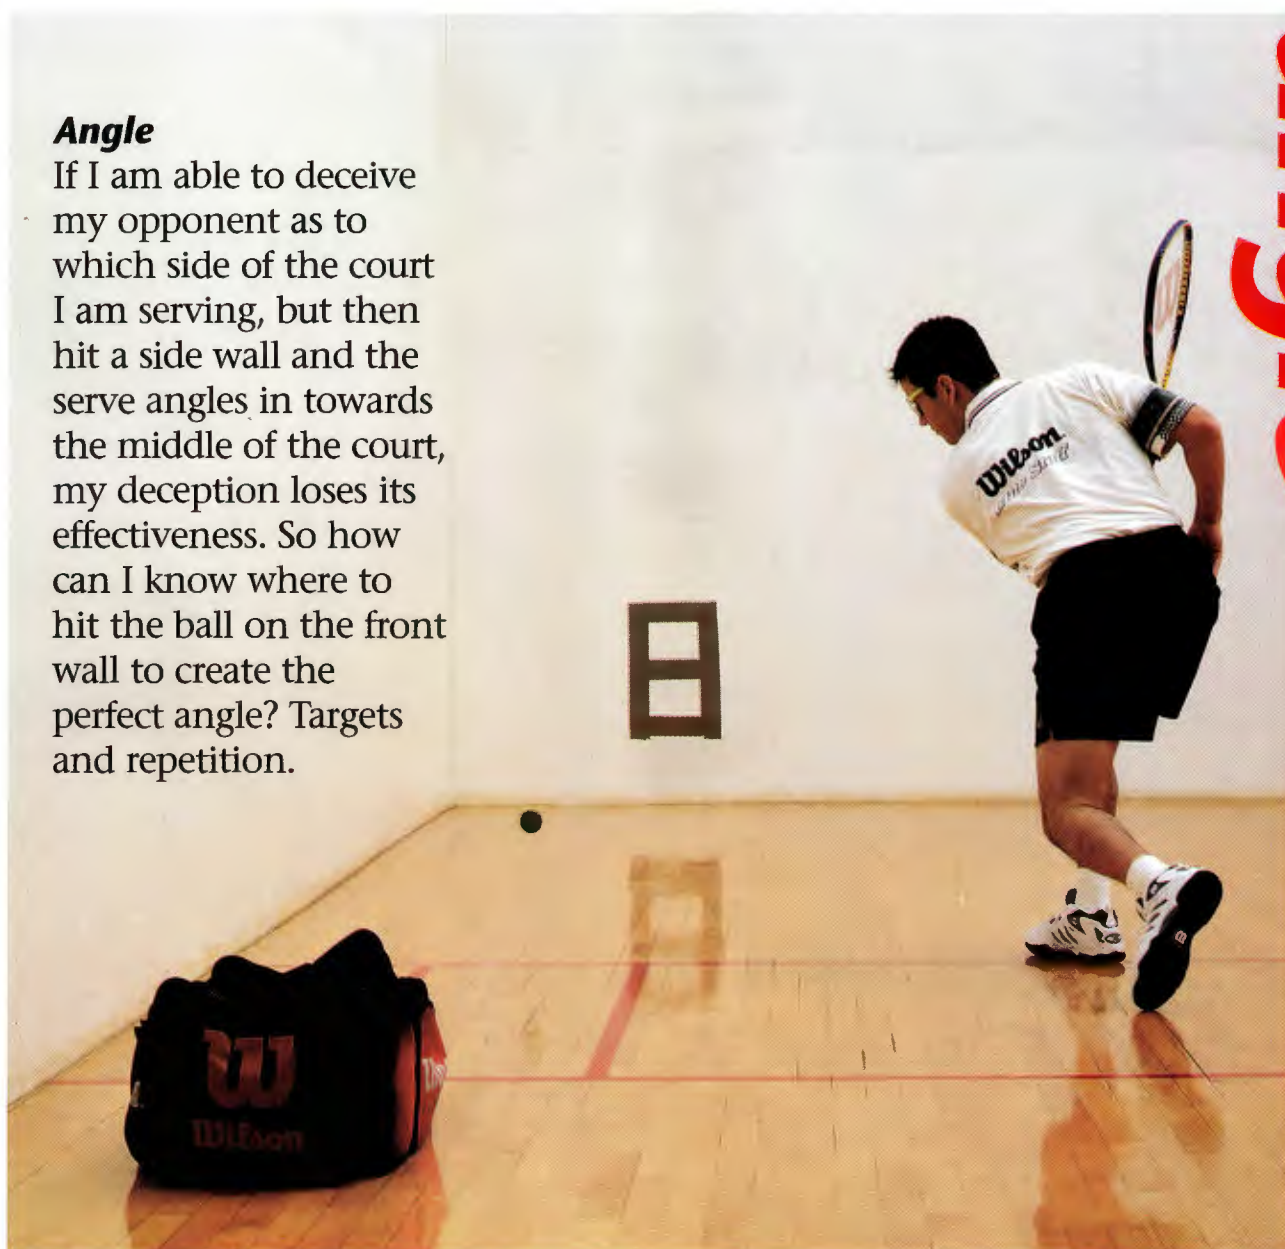 Angle
If I am able to deceive
my opponent as to
which side of the court
I am serving, but then
hit a side wall and the
serve angles in towards
the middle of the court,
my deception loses its
effectiveness. So how
can I know where to
hit the ball on the front
wall to create the
perfect angle? Targets
and repetition.
Wilson
W
Wilson